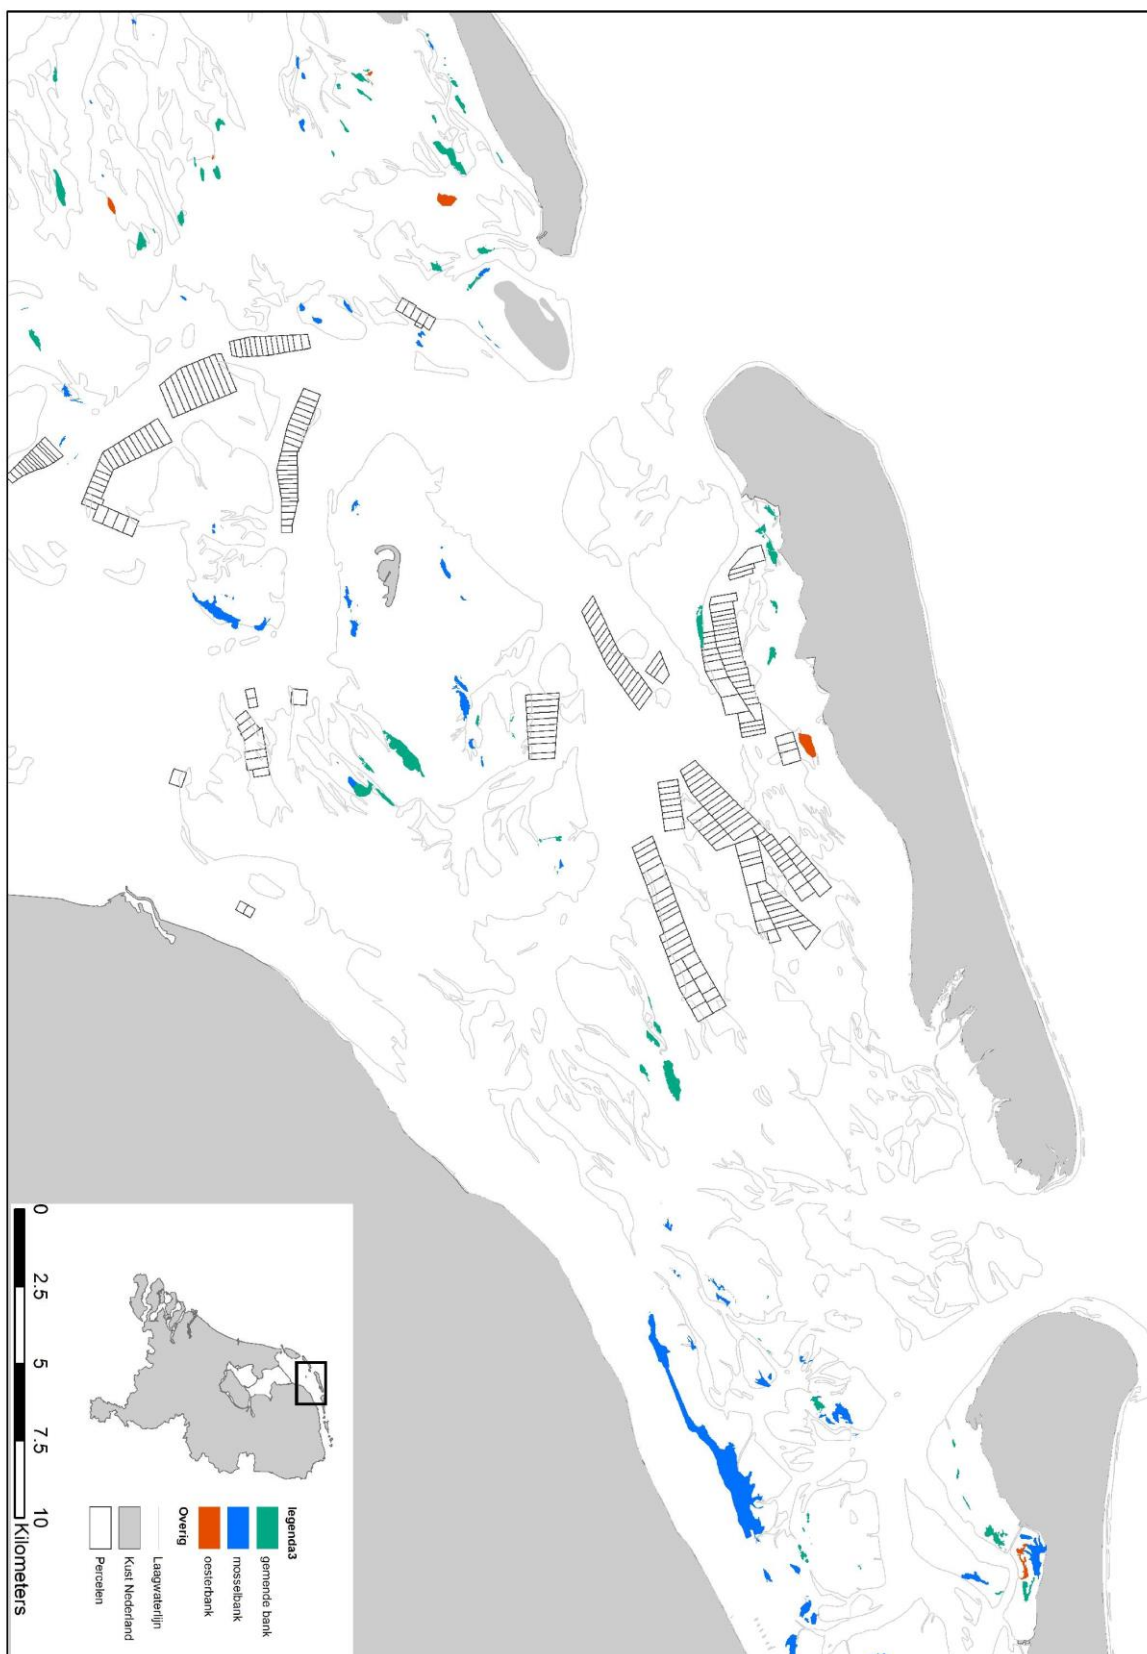 legenda3
gemende bank
mosselbank
oesterbank
Overig
Laagwaterlijn
Kust Nederland
Percelen
0 2.5 5 7.5 10
Kilometers